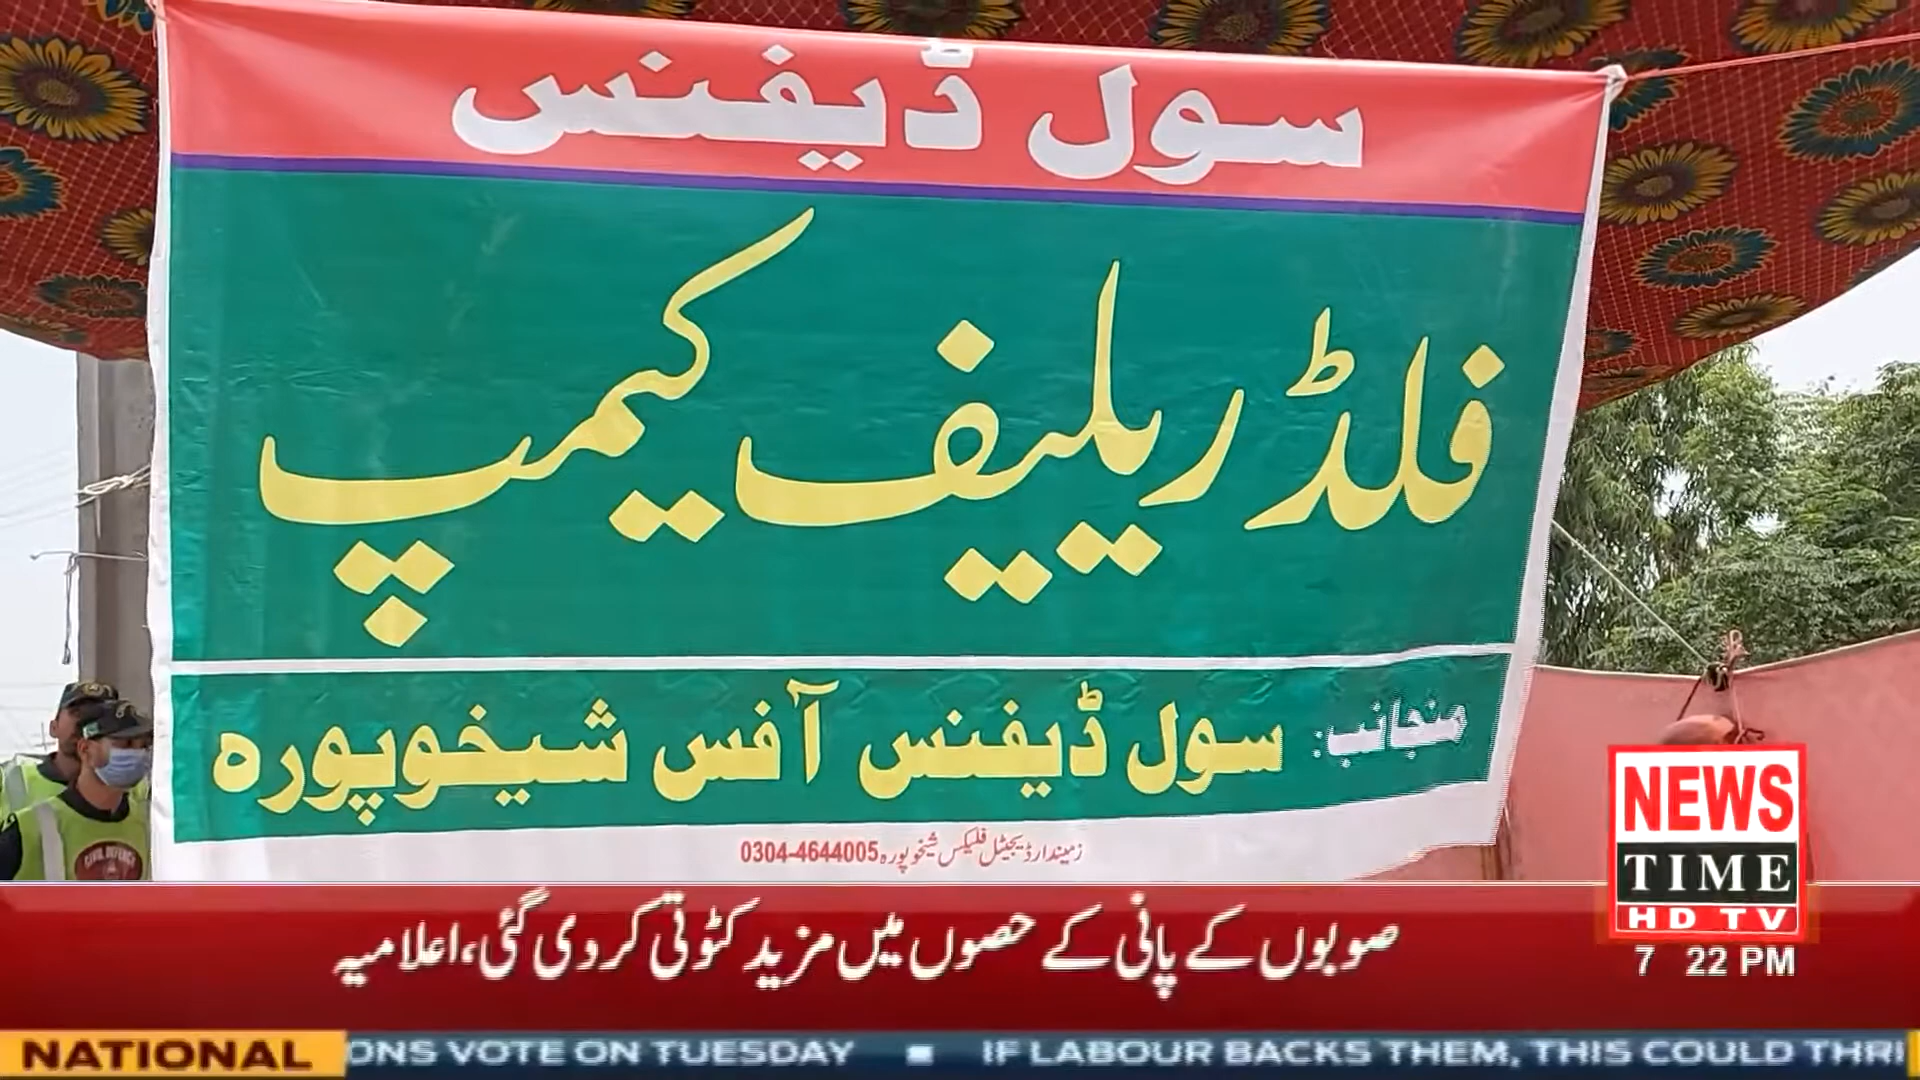 سول ڈیفنس
فلڈ ریلیف کیمپ
منجانب: سول ڈیفنس آفس شیخوپورہ
زمیندار ڈیجیٹل فلیکس شیخوپورہ 0304-4644005
CIVIL DEFENCE
NEWS
TIME
HD TV
7 22 PM
صوبوں کے پانی کے حصوں میں مزید کٹوتی کر دی گئی، اعلامیہ
NATIONAL
ONS VOTE ON TUESDAY ■ IF LABOUR BACKS THEM, THIS COULD THRI